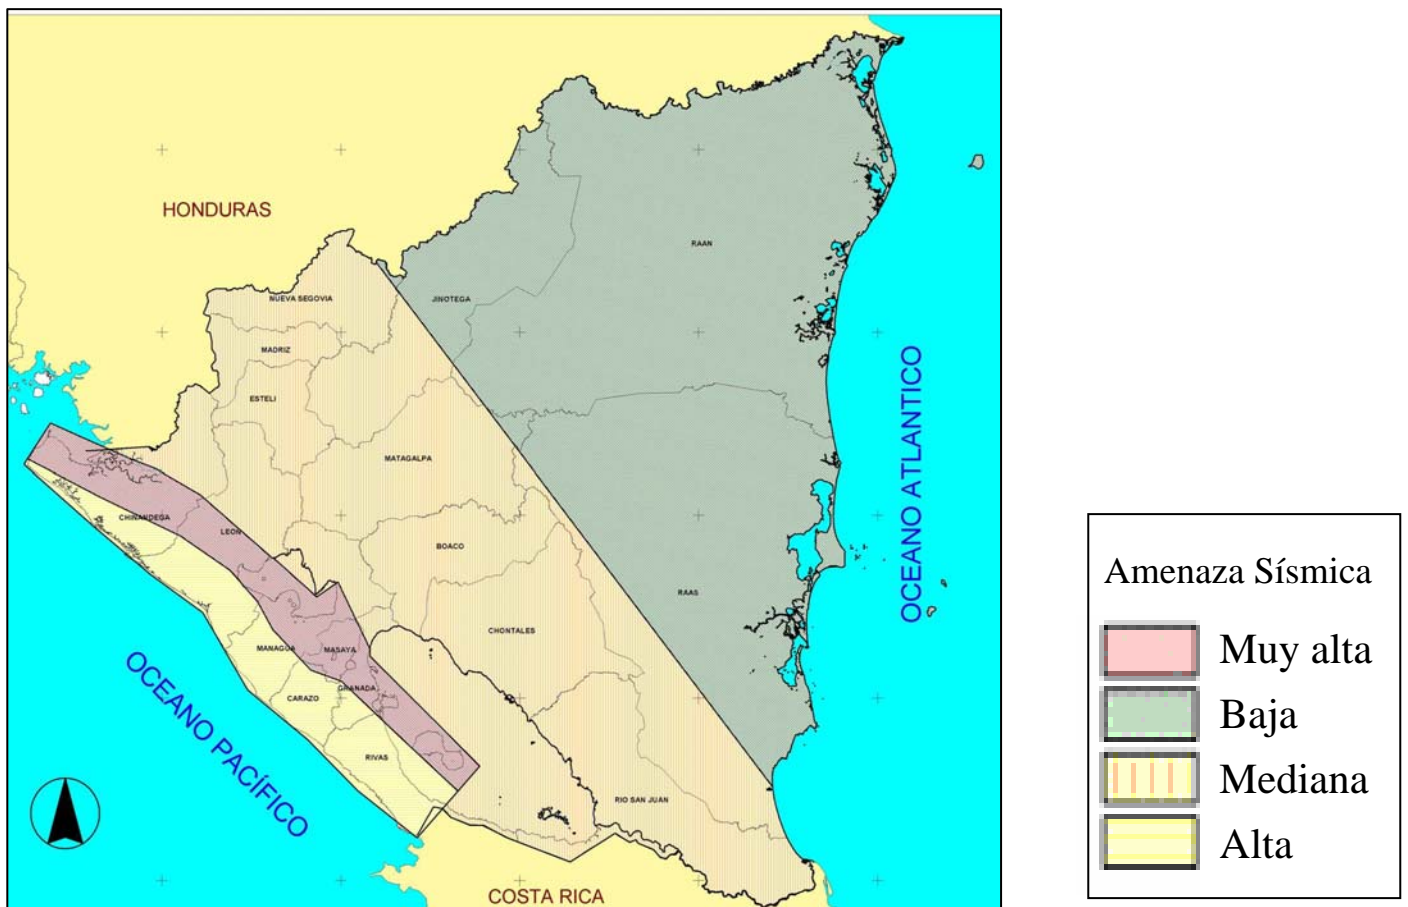 HONDURAS
RAAN
NUEVA SEGOVIA
JINOTEGA
MADRIZ
ESTELI
MATAGALPA
CHINANDEGA
LEON
BOACO
RAAS
CHONTALES
MANAGUA
MASAYA
GRANADA
CARAZO
RIVAS
RIO SAN JUAN
COSTA RICA
OCEANO PACÍFICO
OCEANO ATLANTICO
Amenaza Sísmica
Muy alta
Baja
Mediana
Alta